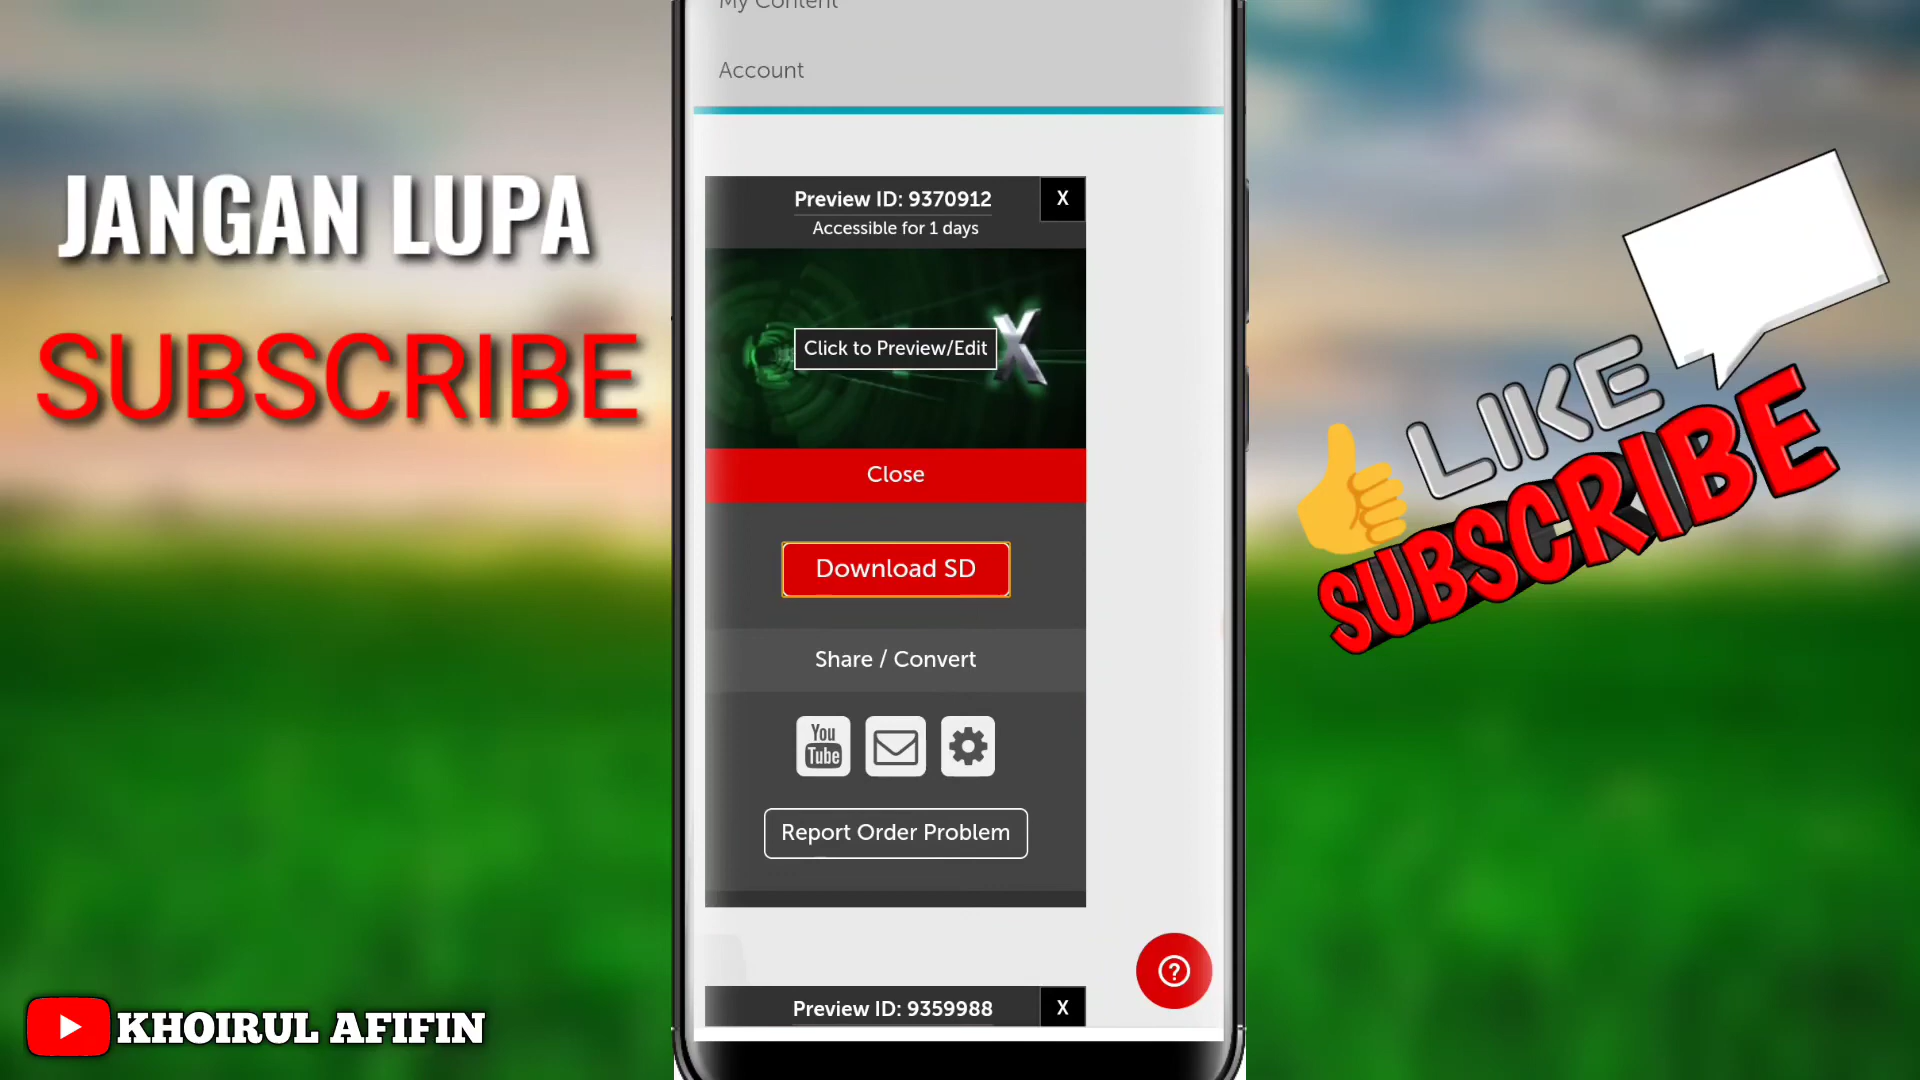 My Content
Account
JANGAN LUPA
SUBSCRIBE
Preview ID: 9370912
X
Accessible for 1 days
X
Click to Preview/Edit
Close
Download SD
Share / Convert
You
Tube
Report Order Problem
?
Preview ID: 9359988
X
LIKE
SUBSCRIBE
KHOIRUL AFIFIN